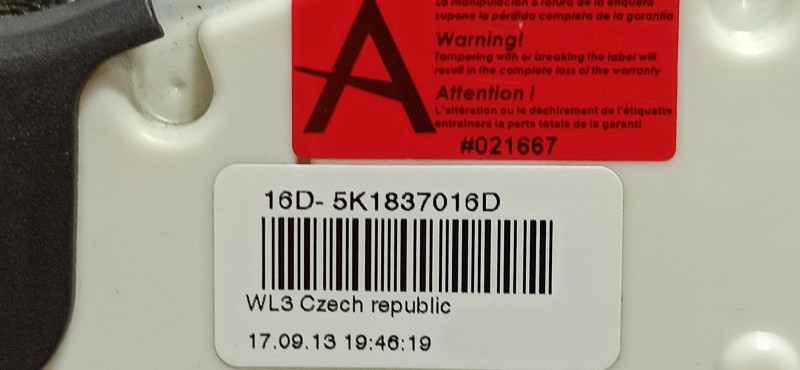 La manipulación o rotura de la etiqueta
supone la pérdida completa de la garantía
Warning!
Tampering with or breaking the label will
result in the complete loss of the warranty
Attention !
L'altération ou le déchirement de l'étiquette
entraînera la perte totale de la garanti
#021667
16D- 5K1837016D
WL3 Czech republic
17.09.13 19:46:19